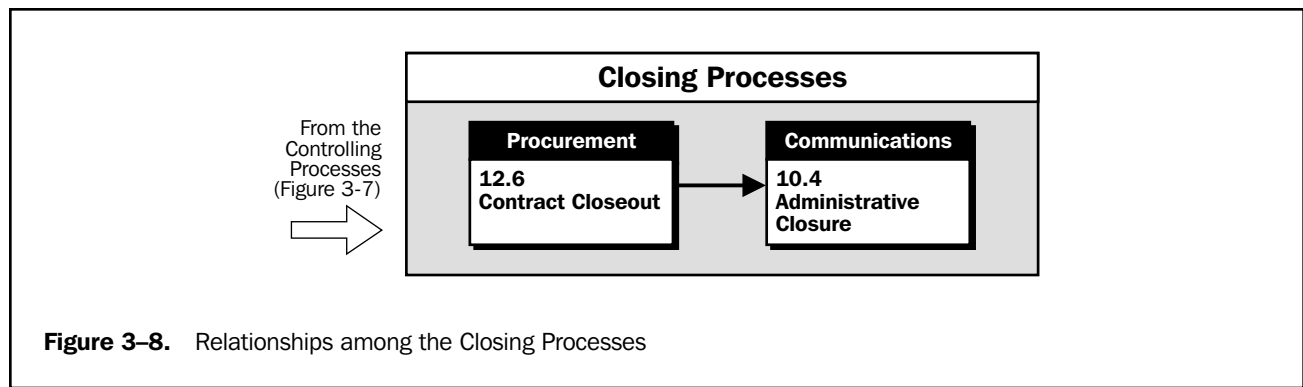 Closing Processes
From the
Controlling
Processes
(Figure 3-7)
Procurement
12.6
Contract Closeout
Communications
10.4
Administrative
Closure
Figure 3–8. Relationships among the Closing Processes